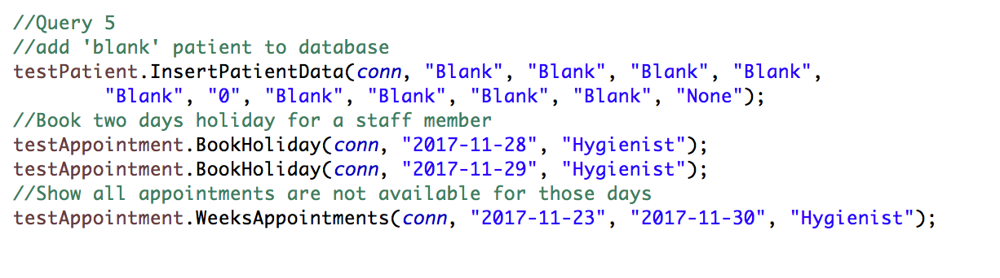 //Query 5
//add 'blank' patient to database
testPatient.InsertPatientData(conn, "Blank", "Blank", "Blank", "Blank",
"Blank", "0", "Blank", "Blank", "Blank", "Blank", "None");
//Book two days holiday for a staff member
testAppointment.BookHoliday(conn, "2017-11-28", "Hygienist");
testAppointment.BookHoliday(conn, "2017-11-29", "Hygienist");
//Show all appointments are not available for those days
testAppointment.WeeksAppointments(conn, "2017-11-23", "2017-11-30", "Hygienist");